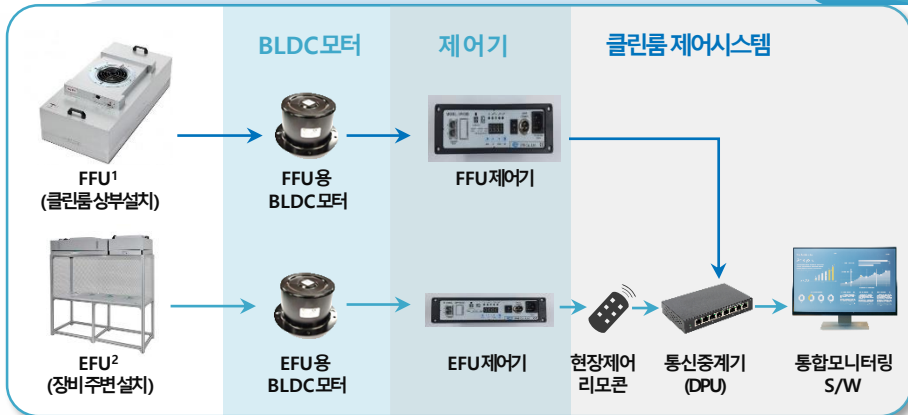 BLDC모터
제어기
클린룸 제어시스템
FFU¹
(클린룸상부설치)
FFU용
BLDC모터
FFU제어기
EFU²
(장비주변설치)
EFU용
BLDC모터
EFU제어기
현장제어
리모콘
통신중계기
(DPU)
통합모니터링
S/W